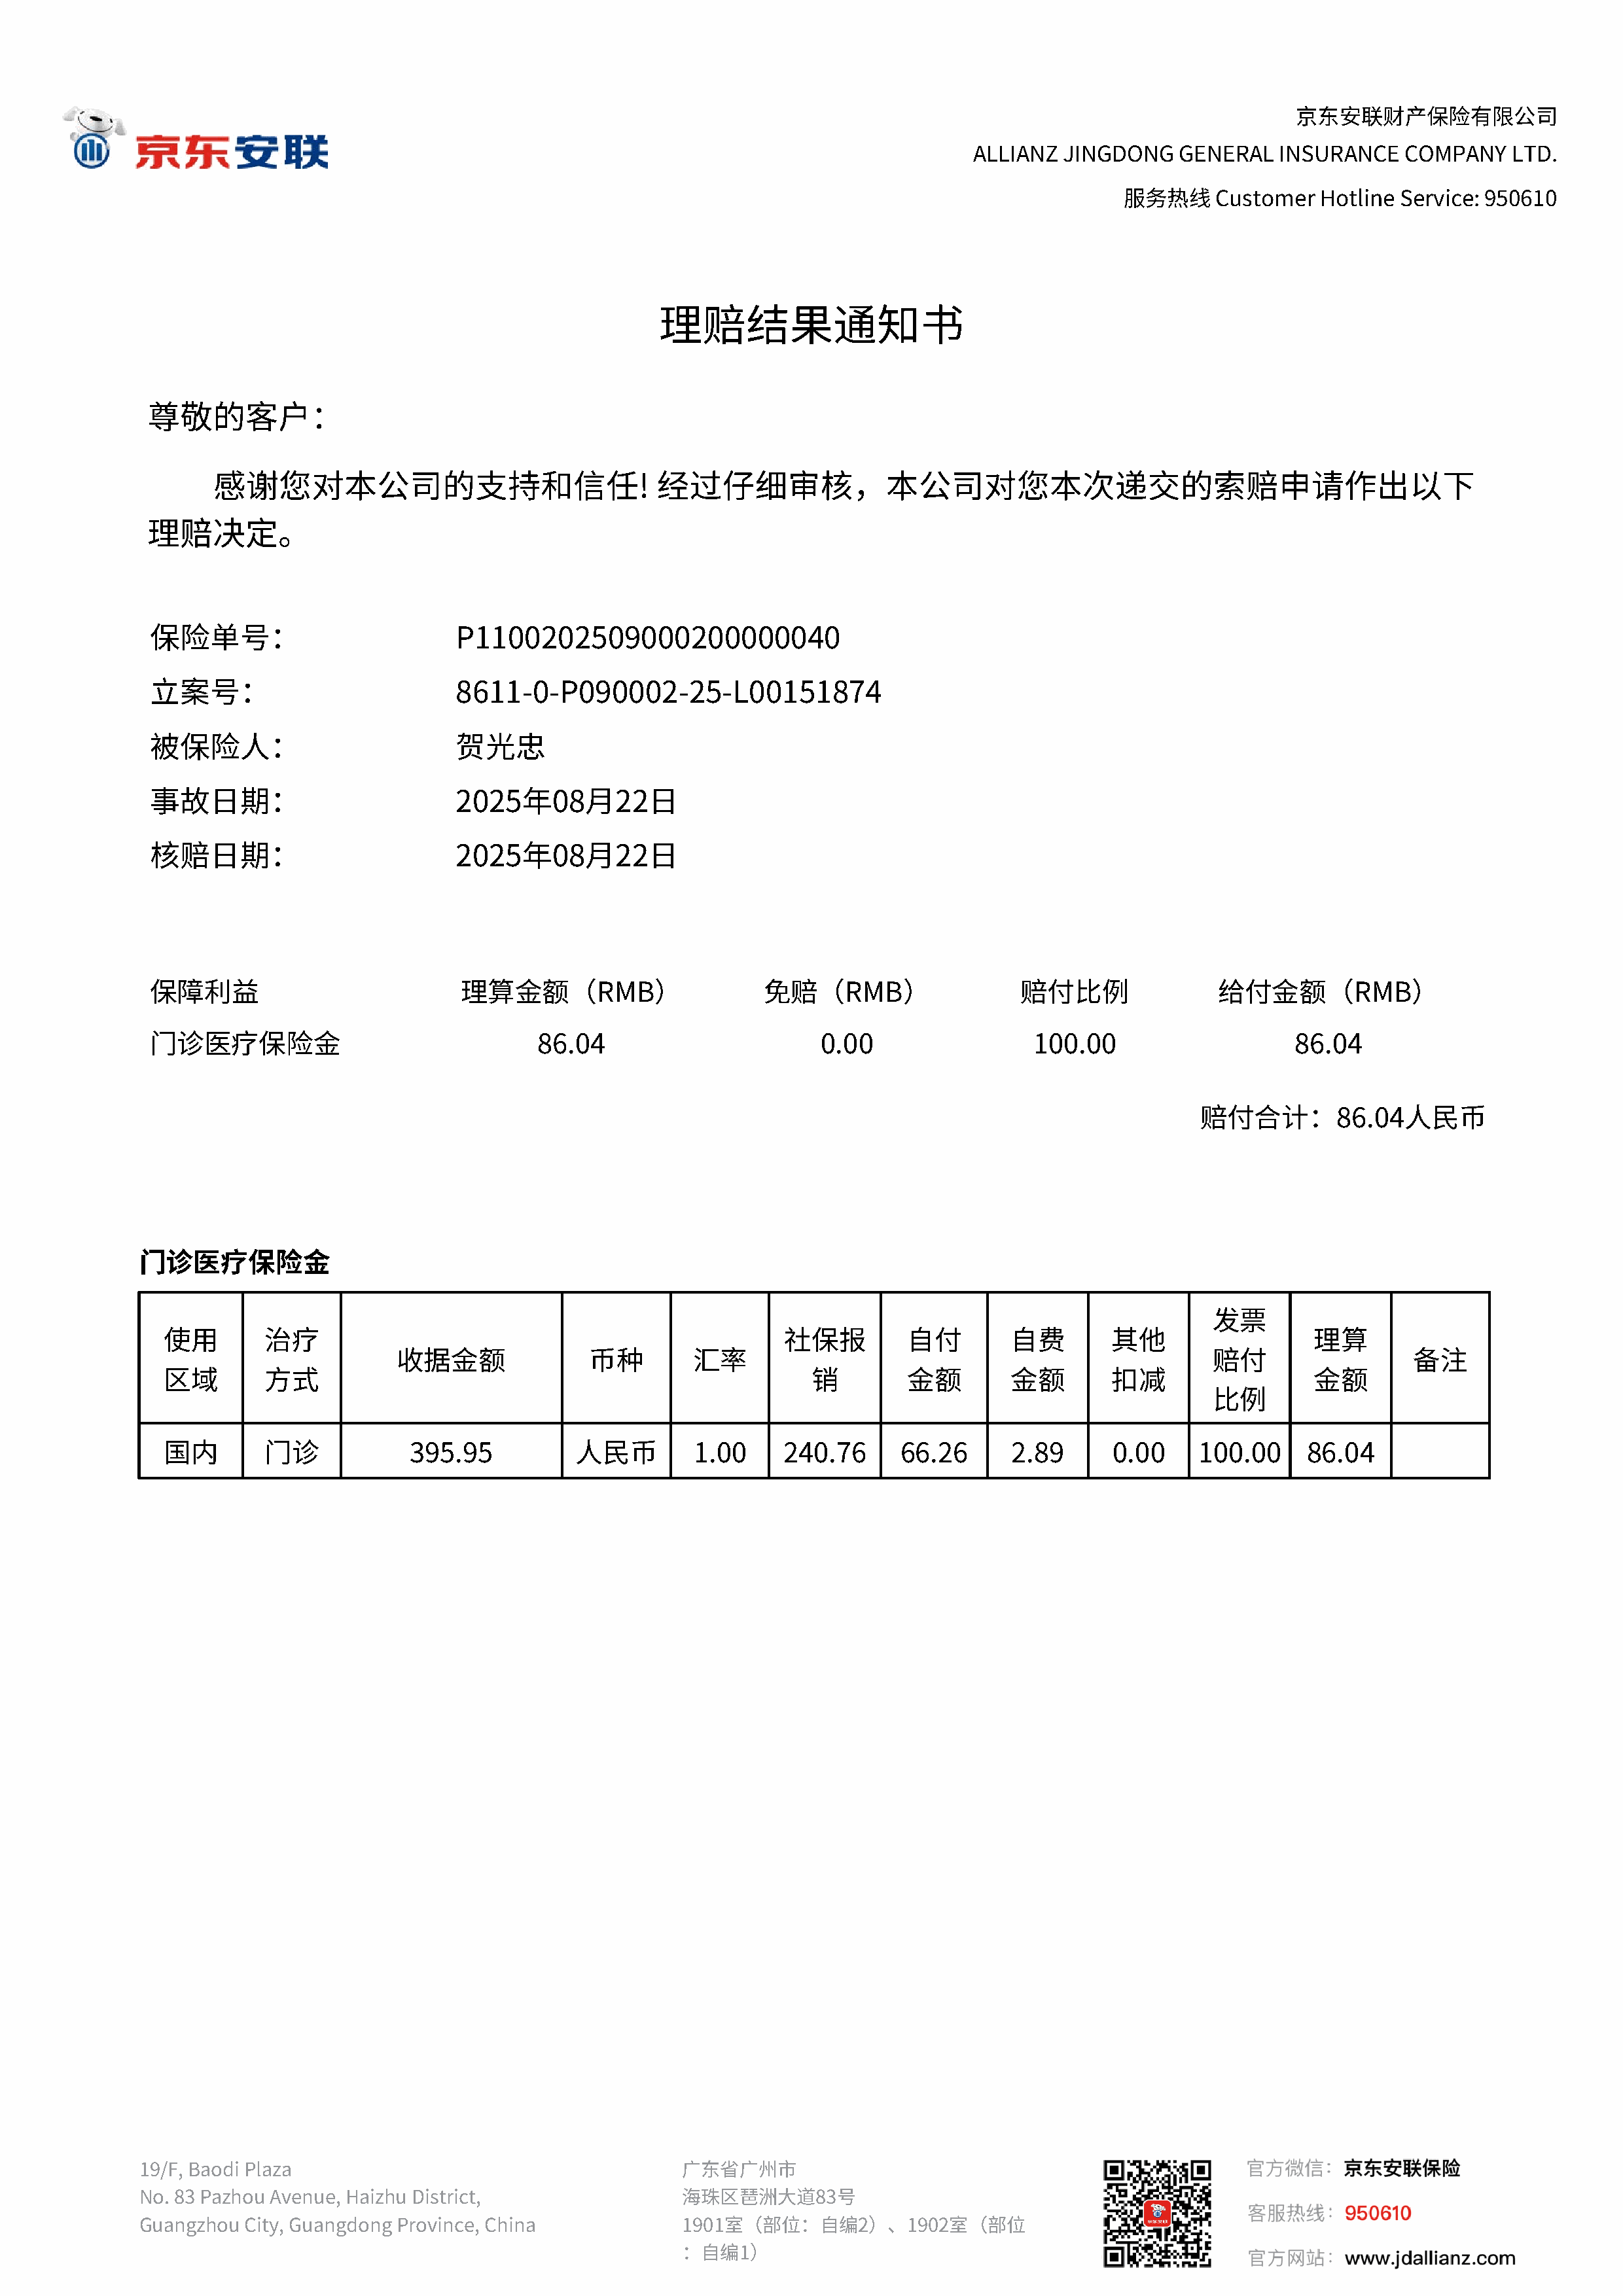 京东安联
京东安联财产保险有限公司
ALLIANZ JINGDONG GENERAL INSURANCE COMPANY LTD.
服务热线 Customer Hotline Service: 950610
理赔结果通知书
尊敬的客户：
感谢您对本公司的支持和信任! 经过仔细审核，本公司对您本次递交的索赔申请作出以下
理赔决定。
保险单号： P1100202509000200000040
立案号： 8611-0-P090002-25-L00151874
被保险人： 贺光忠
事故日期： 2025年08月22日
核赔日期： 2025年08月22日
保障利益 理算金额（RMB） 免赔（RMB） 赔付比例 给付金额（RMB）
门诊医疗保险金 86.04 0.00 100.00 86.04
赔付合计：86.04人民币
门诊医疗保险金
使用区域 治疗方式 收据金额 币种 汇率 社保报销 自付金额 自费金额 其他扣减 发票赔付比例 理算金额 备注
国内 门诊 395.95 人民币 1.00 240.76 66.26 2.89 0.00 100.00 86.04
19/F, Baodi Plaza
No. 83 Pazhou Avenue, Haizhu District,
Guangzhou City, Guangdong Province, China
广东省广州市
海珠区琶洲大道83号
1901室（部位：自编2）、1902室（部位
：自编1）
官方微信：京东安联保险
客服热线：950610
官方网站：www.jdallianz.com